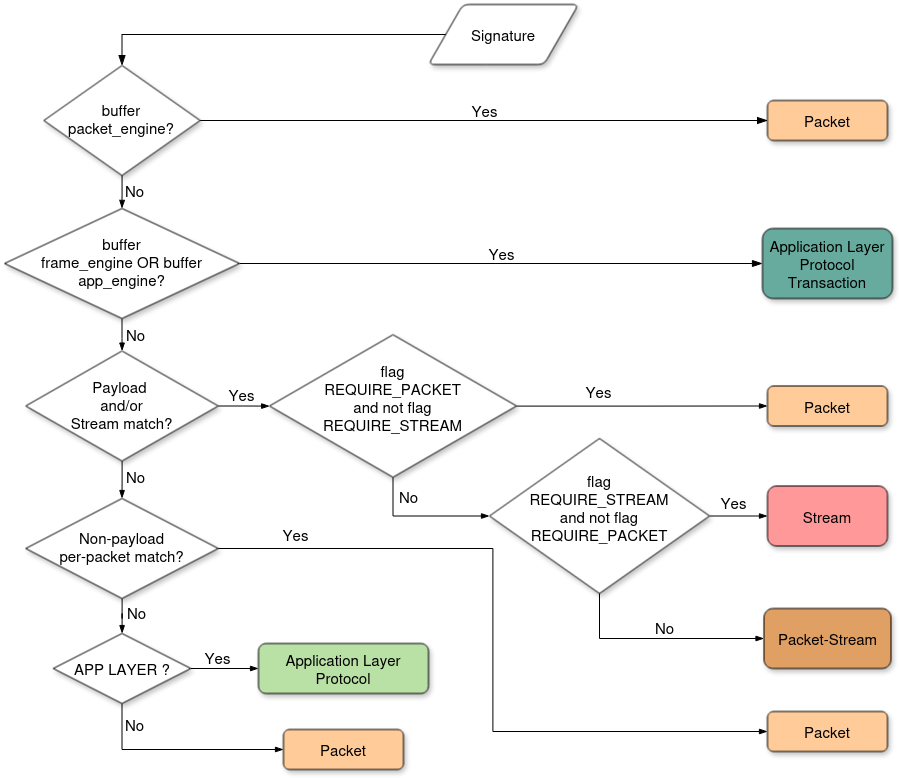 Signature
buffer
packet_engine?
Yes
Packet
No
buffer
frame_engine OR buffer
app_engine?
Yes
Application Layer
Protocol
Transaction
No
Payload
and/or
Stream match?
Yes
flag
REQUIRE_PACKET
and not flag
REQUIRE_STREAM
Yes
Packet
No
No
flag
REQUIRE_STREAM
and not flag
REQUIRE_PACKET
Yes
Stream
No
Packet-Stream
Non-payload
per-packet match?
Yes
Packet
No
APP LAYER ?
Yes
Application Layer
Protocol
No
Packet